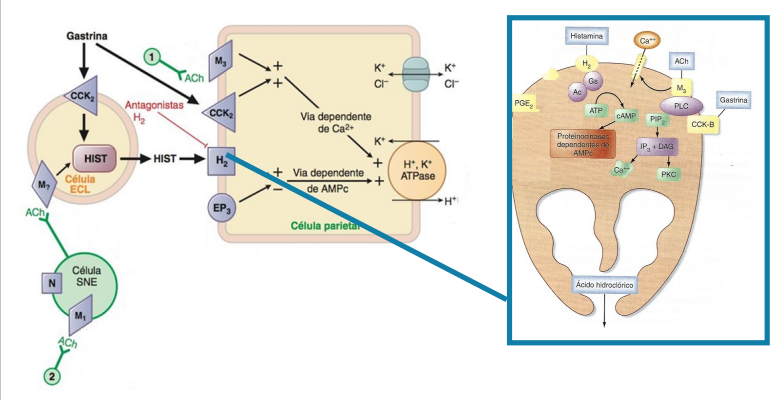 Gastrina
1
ACh
M3
K+
Cl–
K+
Cl–
CCK2
CCK2
Antagonistas
H2
Via dependente
de Ca2+
K+
HIST
HIST
H2
H+, K+
ATPase
Célula
ECL
M?
Via dependente
de AMPc
EP3
H+
ACh
Célula parietal
Célula
SNE
N
M1
ACh
2
Histamina
Ca++
H2
ACh
Gs
Ac
M3
PGE2
ATP
cAMP
PLC
Gastrina
PIP2
CCK-B
Proteinocinases
dependentes de
AMPc
IP3 + DAG
Ca++
PKC
Ácido hidroclórico